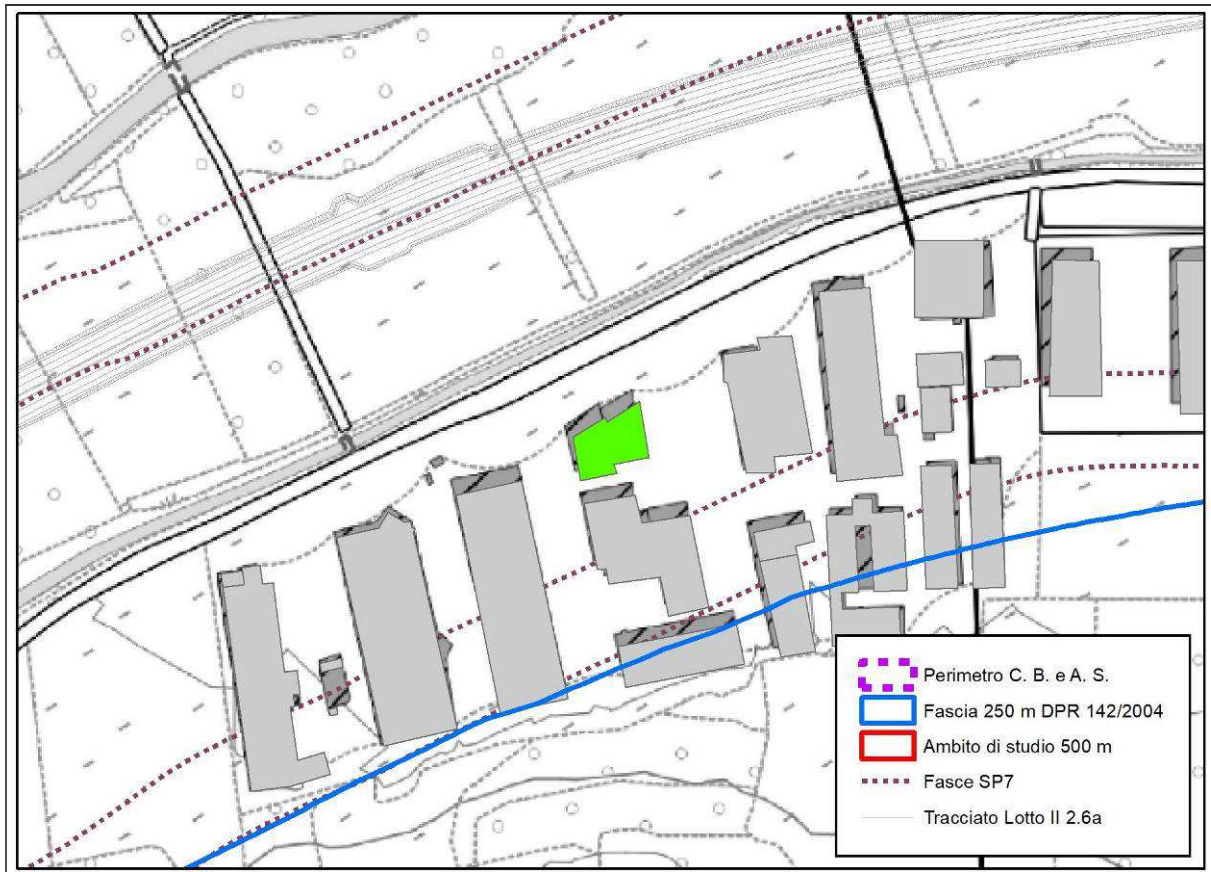 Perimetro C. B. e A. S.
Fascia 250 m DPR 142/2004
Ambito di studio 500 m
Fasce SP7
Tracciato Lotto II 2.6a